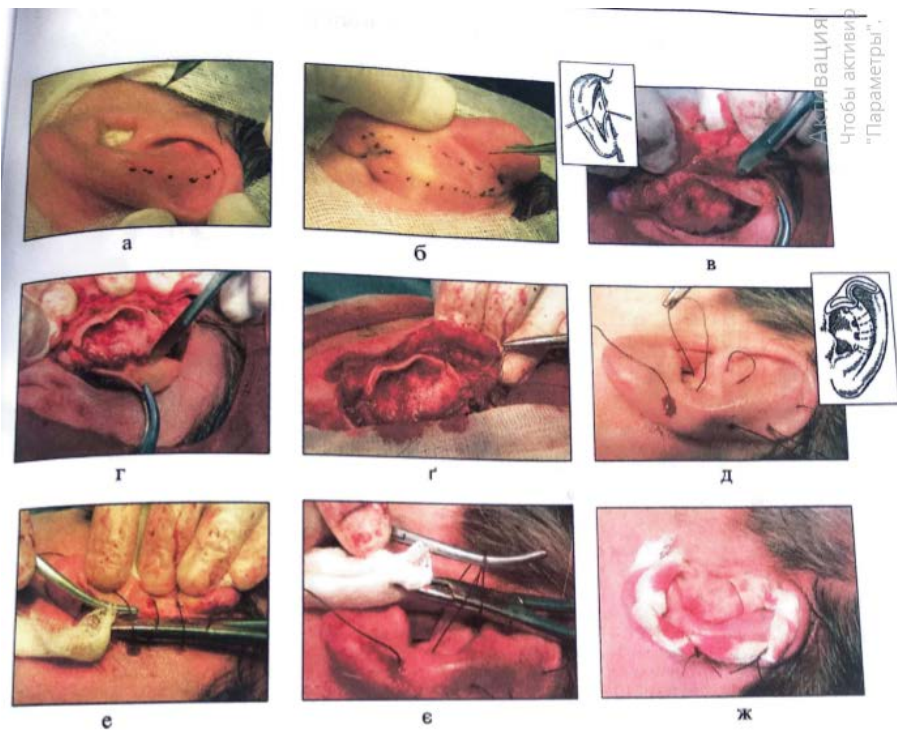 Активация
Чтобы активир
"Параметры".
а
б
в
г
ґ
д
е
є
ж